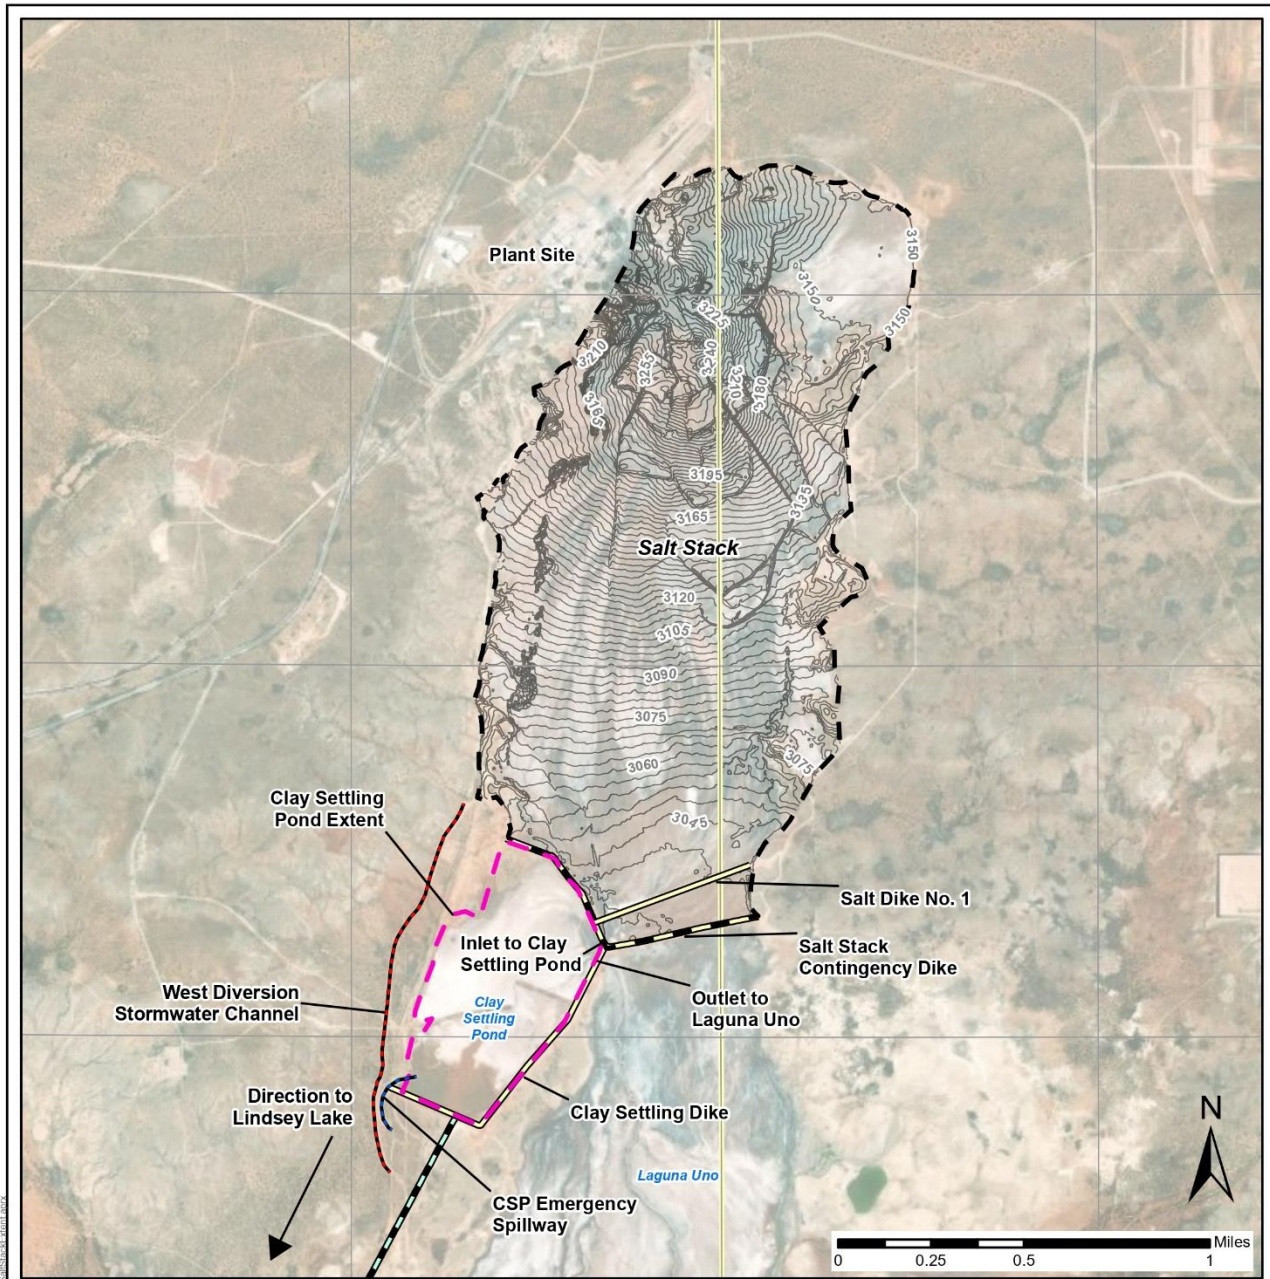 Plant Site
3150
3150
3150
3225
3210
3255
3240
3210
3180
3165
3195
3135
3165
Salt Stack
3120
3105
3090
3075
3060
3075
3045
Clay Settling
Pond Extent
Salt Dike No. 1
Inlet to Clay
Settling Pond
Salt Stack
Contingency Dike
West Diversion
Stormwater Channel
Clay
Settling
Pond
Outlet to
Laguna Uno
Direction to
Lindsey Lake
Clay Settling Dike
N
Laguna Uno
CSP Emergency
Spillway
Miles
0
0.25
0.5
1